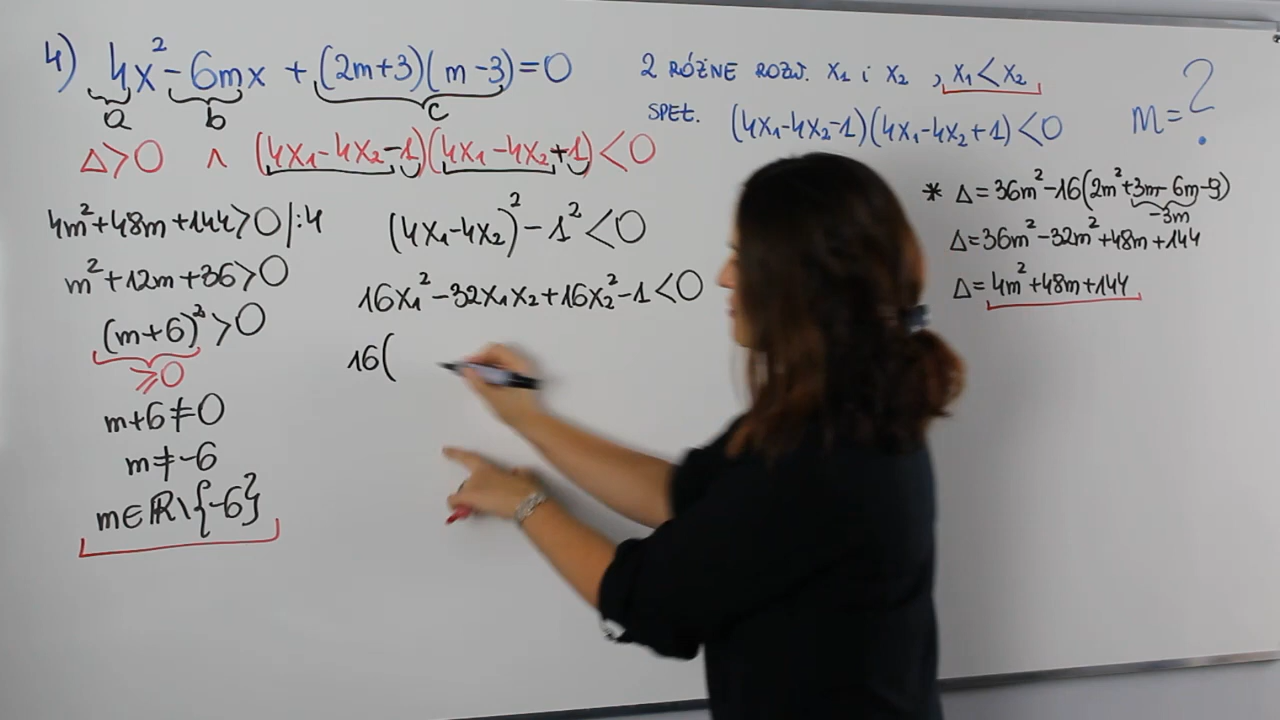 4) 4x² - 6mx + (2m+3)(m-3) = 0
a b c
2 RÓŻNE ROZW. x₁ i x₂ , x₁ < x₂
SPEŁ. (4x₁-4x₂-1)(4x₁-4x₂+1) < 0
m = ?
Δ > 0 ∧ (4x₁-4x₂-1)(4x₁-4x₂+1) < 0
4m² + 48m + 144 > 0 |:4
m² + 12m + 36 > 0
(m+6)² > 0
≥0
m+6 ≠ 0
m ≠ -6
m ∈ ℝ \ {-6}
(4x₁-4x₂)² - 1² < 0
16x₁² - 32x₁x₂ + 16x₂² - 1 < 0
16(
* Δ = 36m² - 16(2m² + 3m - 6m - 9)
-3m
Δ = 36m² - 32m² + 48m + 144
Δ = 4m² + 48m + 144